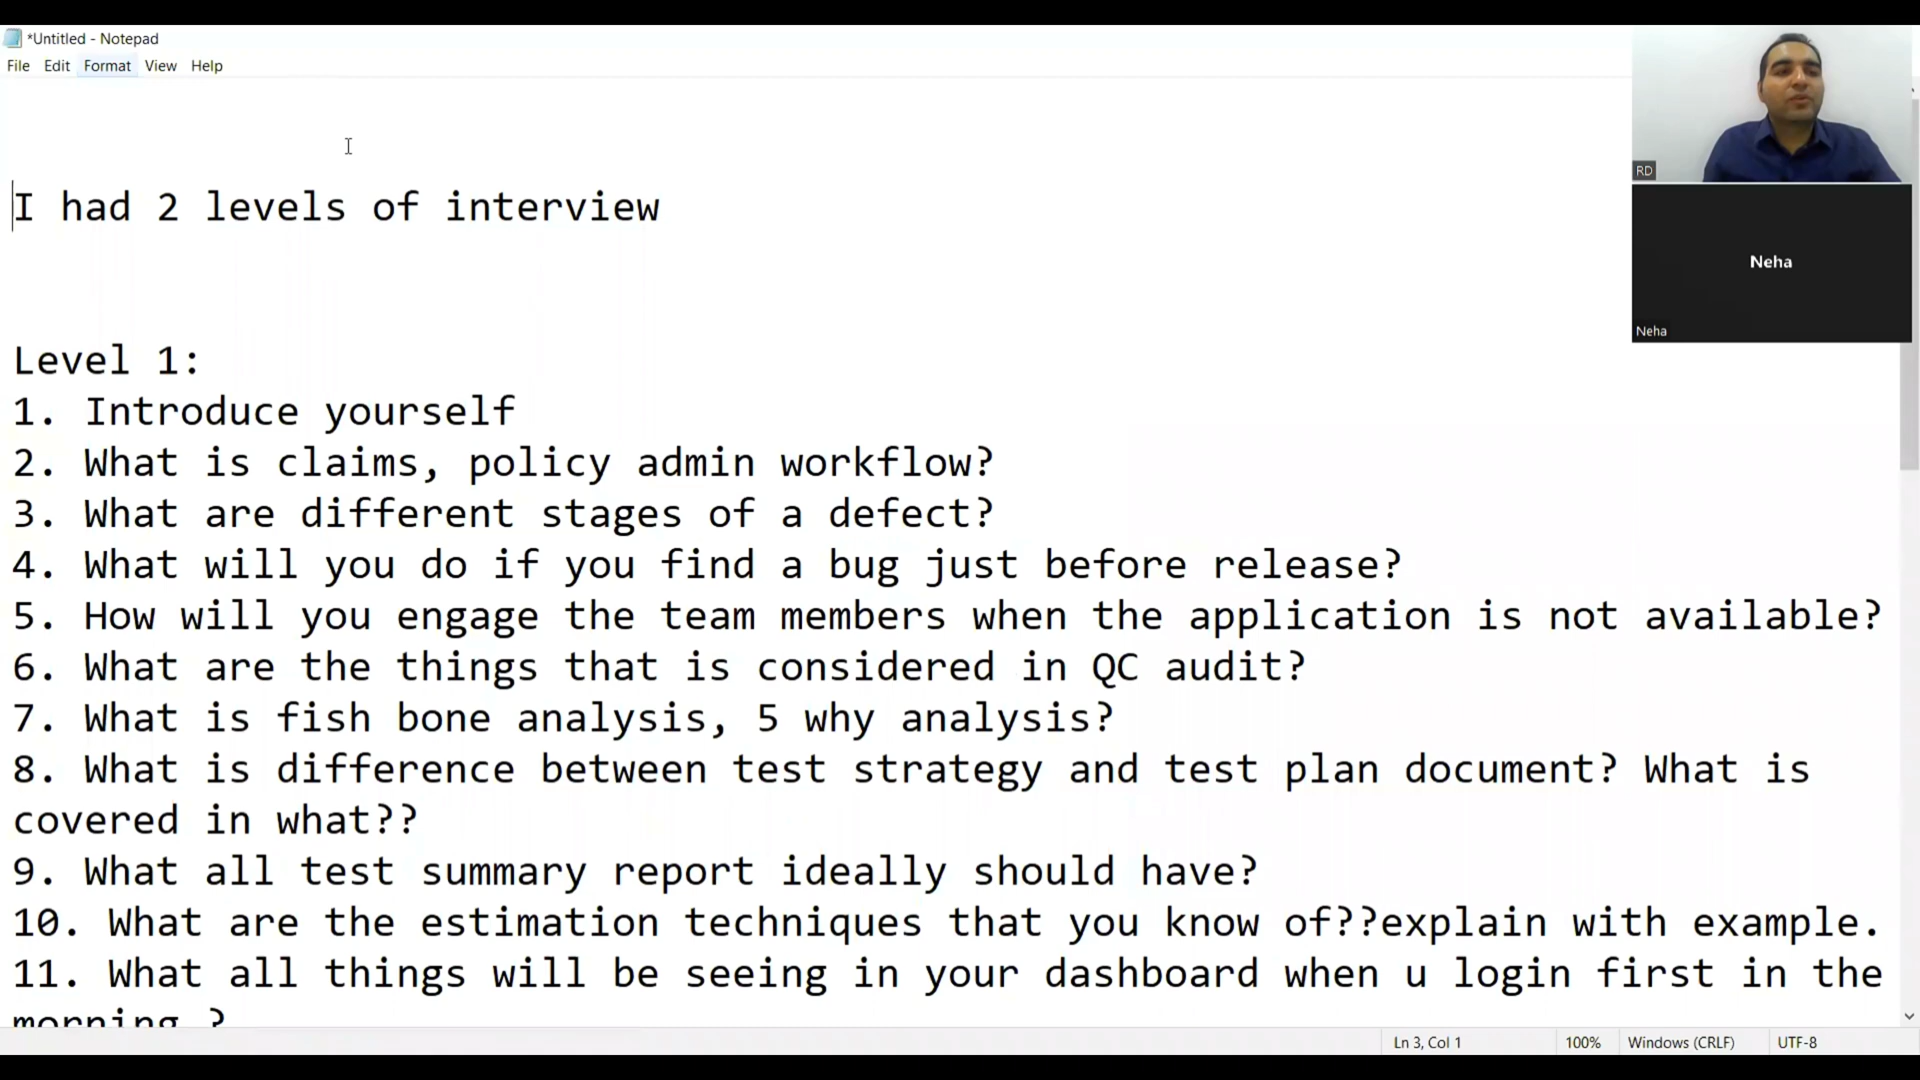 *Untitled - Notepad
File Edit Format View Help
RD
I had 2 levels of interview
Neha
Neha
Level 1:
1. Introduce yourself
2. What is claims, policy admin workflow?
3. What are different stages of a defect?
4. What will you do if you find a bug just before release?
5. How will you engage the team members when the application is not available?
6. What are the things that is considered in QC audit?
7. What is fish bone analysis, 5 why analysis?
8. What is difference between test strategy and test plan document? What is
covered in what??
9. What all test summary report ideally should have?
10. What are the estimation techniques that you know of??explain with example.
11. What all things will be seeing in your dashboard when u login first in the
morning ?
Ln 3, Col 1 100% Windows (CRLF) UTF-8